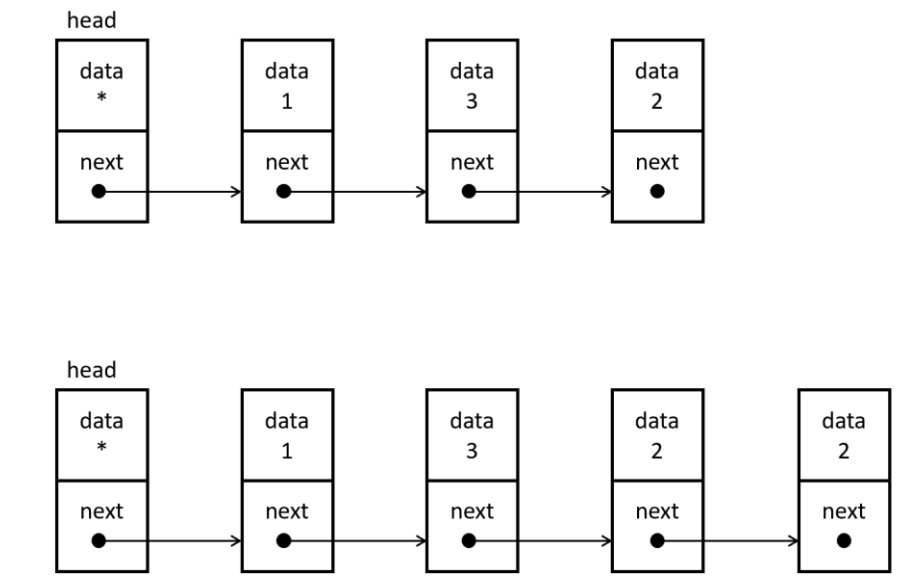 head
data data data data
* 1 3 2
next next next next
head
data data data data data
* 1 3 2 2
next next next next next